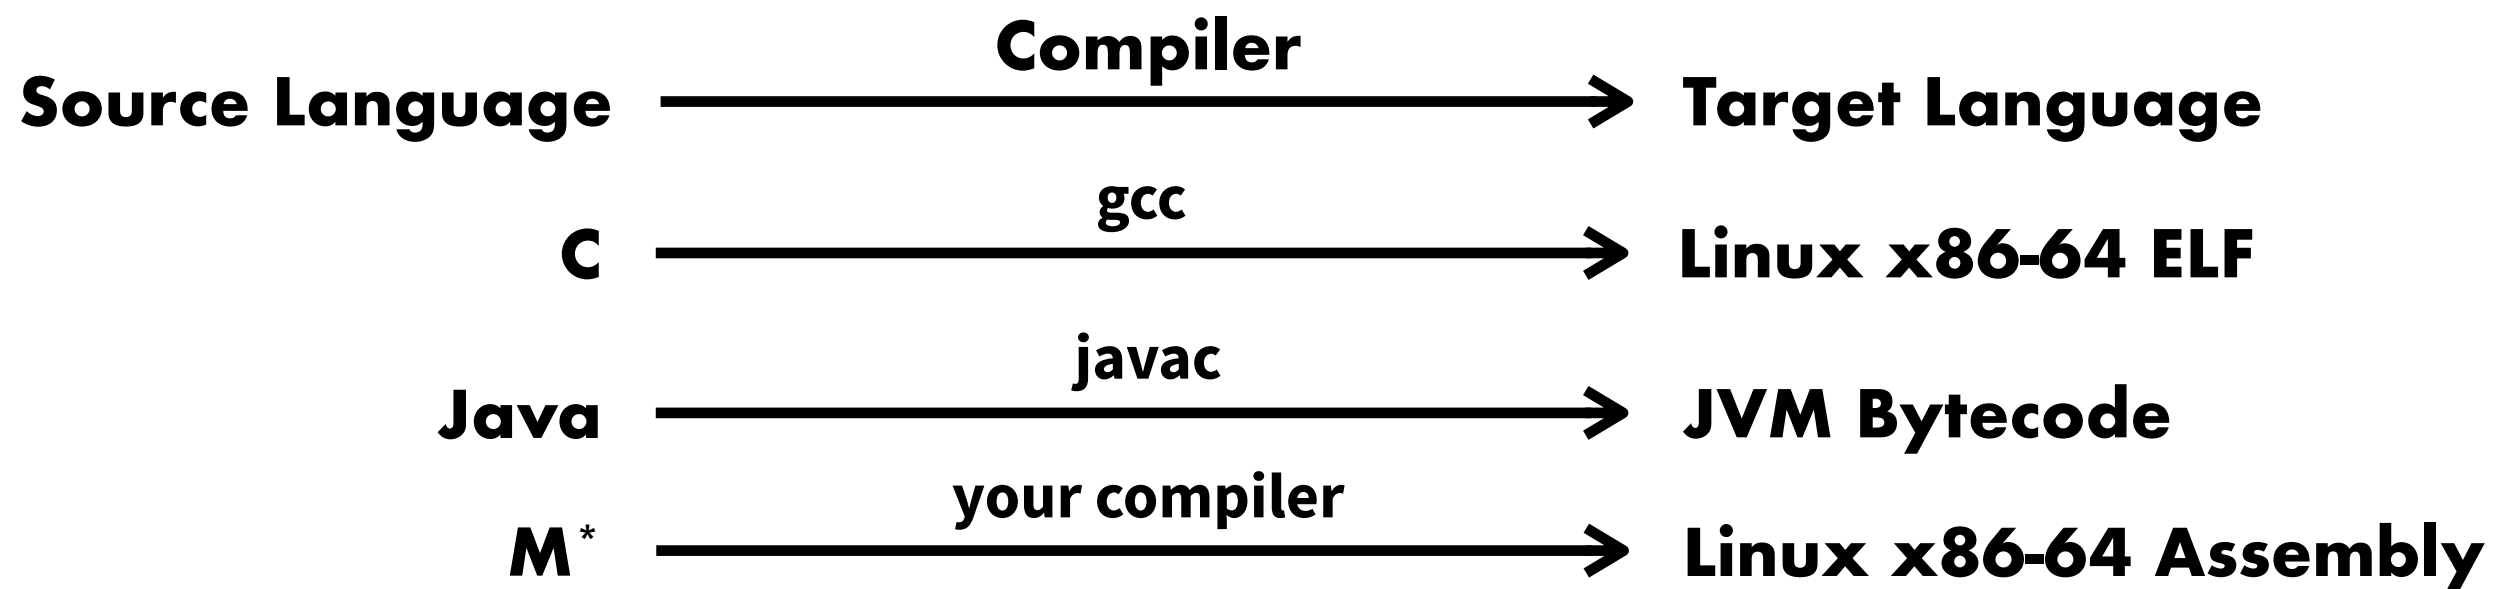 Compiler
Source Language Target Language
gcc
C Linux x86-64 ELF
javac
Java JVM Bytecode
your compiler
M* Linux x86-64 Assembly